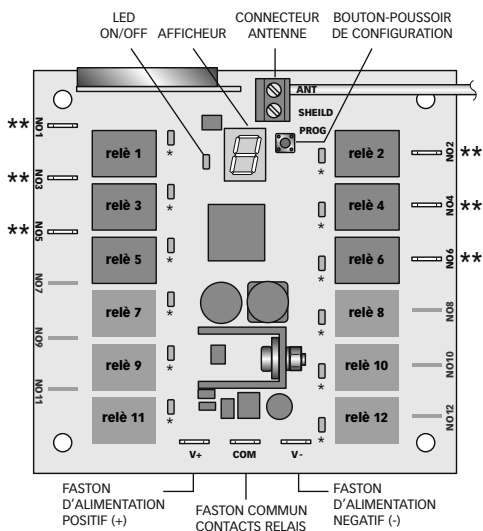 LED
ON/OFF
AFFICHEUR
CONNECTEUR
ANTENNE
BOUTON-POUSSOIR
DE CONFIGURATION
ANT
SHEILD
PROG
**
NO1
relè 1
*
relè 2
*
NO2
**
**
NO3
relè 3
*
relè 4
*
NO4
**
**
NO5
relè 5
*
relè 6
*
NO6
**
NO7
relè 7
*
relè 8
*
NO8
NO9
relè 9
*
relè 10
*
NO10
NO11
relè 11
*
relè 12
*
NO12
V+
COM
V-
FASTON
D'ALIMENTATION
POSITIF (+)
FASTON COMMUN
CONTACTS RELAIS
FASTON
D'ALIMENTATION
NEGATIF (-)